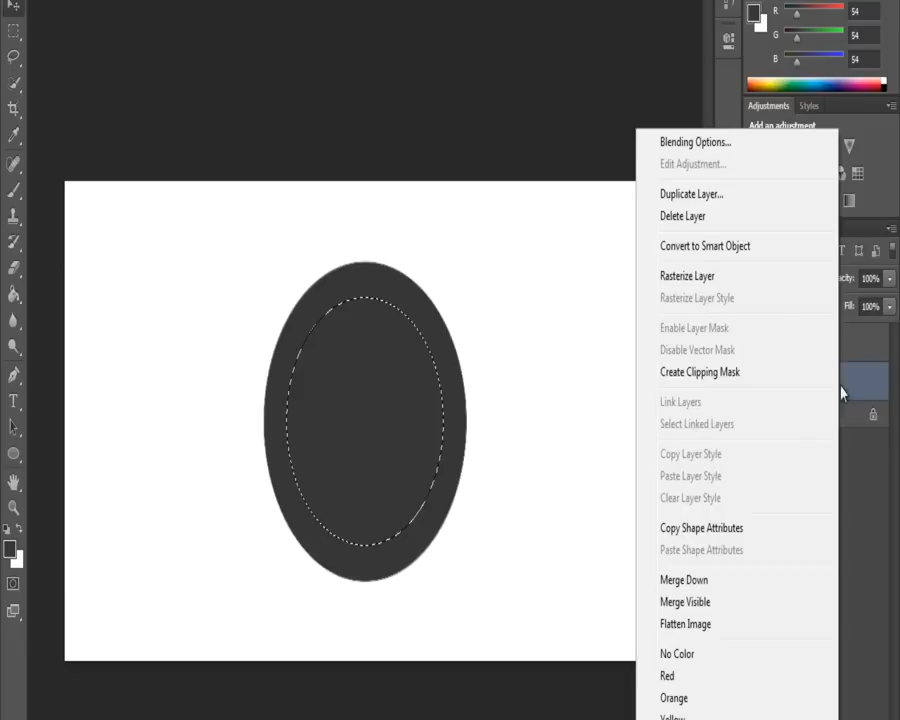 R 54
G 54
B 54
Adjustments Styles
Add an adjustment
Blending Options...
Edit Adjustment...
Duplicate Layer...
Delete Layer
Convert to Smart Object
Rasterize Layer
Rasterize Layer Style
Enable Layer Mask
Disable Vector Mask
Create Clipping Mask
Link Layers
Select Linked Layers
Copy Layer Style
Paste Layer Style
Clear Layer Style
Copy Shape Attributes
Paste Shape Attributes
Merge Down
Merge Visible
Flatten Image
No Color
Red
Orange
Yellow
T
acity: 100%
Fill: 100%
T